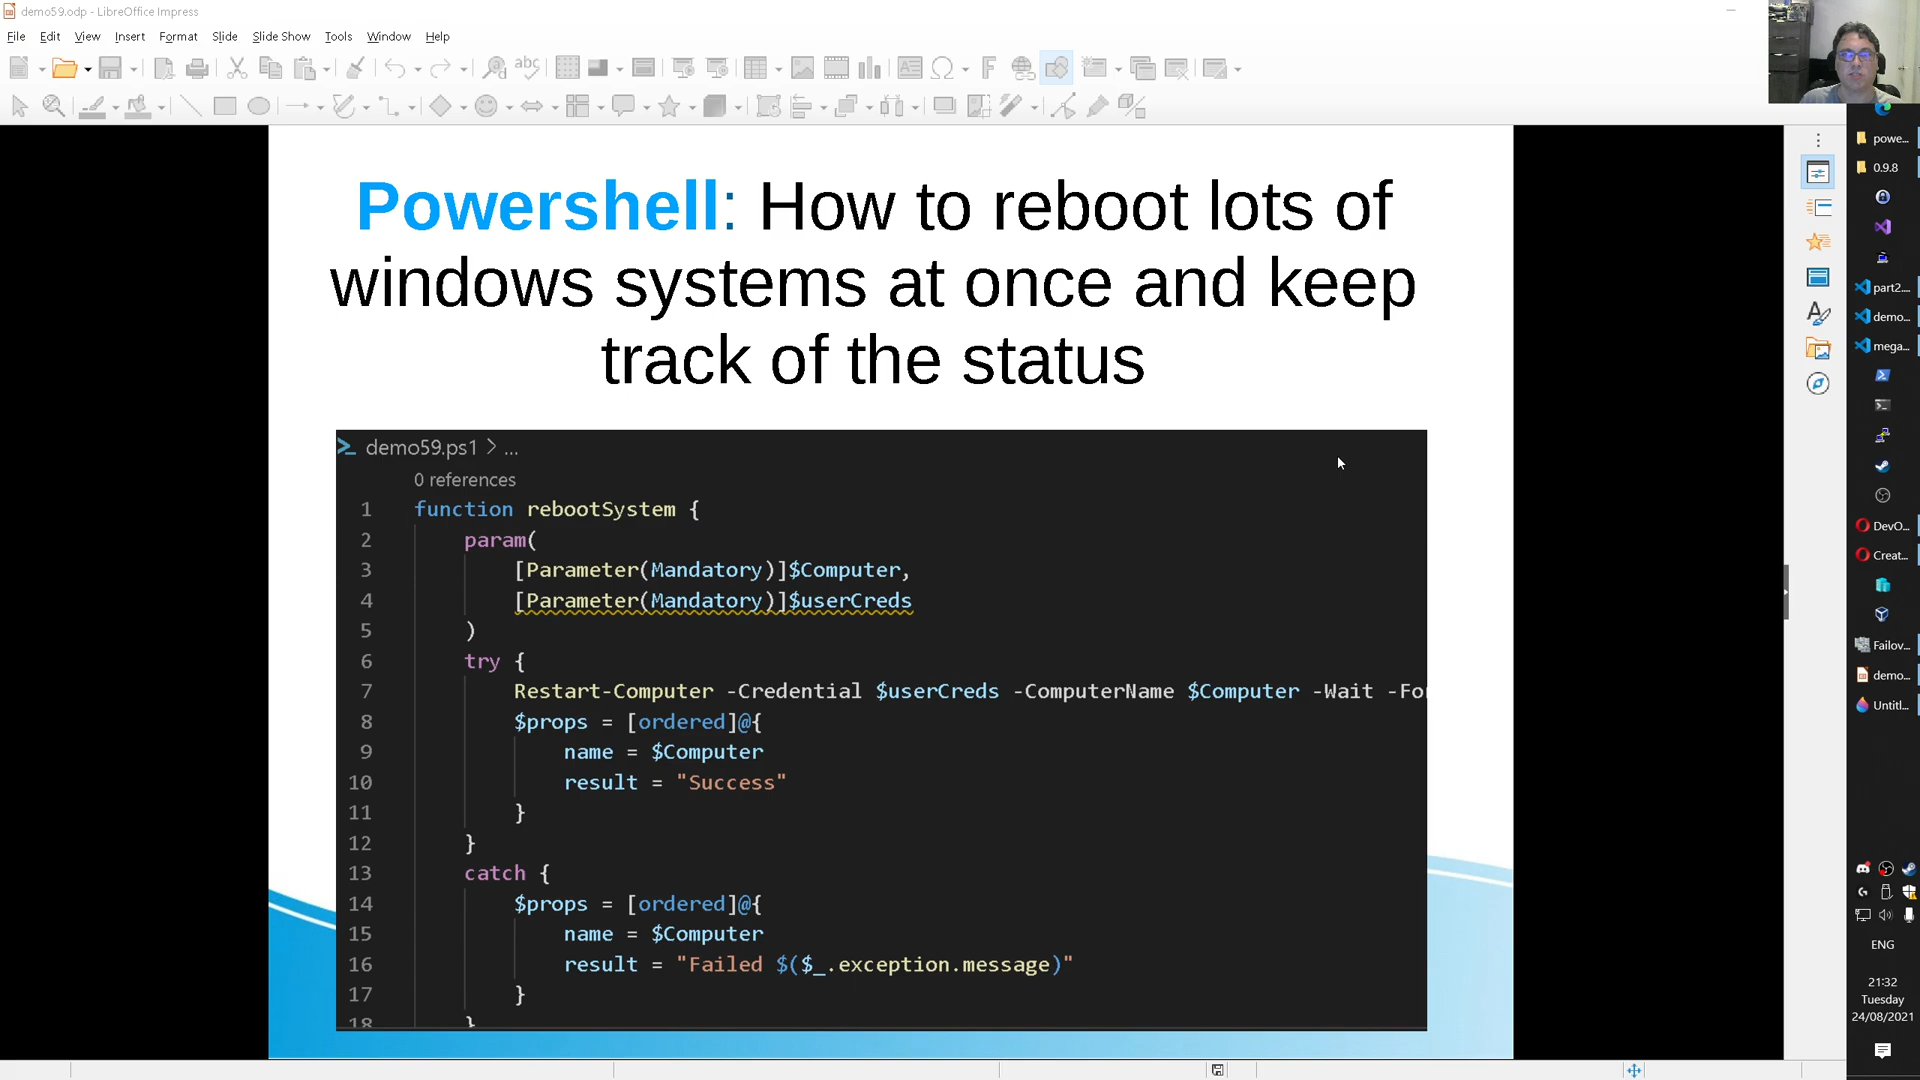 demo59.odp - LibreOffice Impress
File Edit View Insert Format Slide Slide Show Tools Window Help
Powershell: How to reboot lots of
windows systems at once and keep
track of the status
demo59.ps1 > ...
0 references
1 function rebootSystem {
2 param(
3 [Parameter(Mandatory)]$Computer,
4 [Parameter(Mandatory)]$userCreds
5 )
6 try {
7 Restart-Computer -Credential $userCreds -ComputerName $Computer -Wait -For
8 $props = [ordered]@{
9 name = $Computer
10 result = "Success"
11 }
12 }
13 catch {
14 $props = [ordered]@{
15 name = $Computer
16 result = "Failed $($_.exception.message)"
17 }
18 }
powe...
0.9.8
part2....
demo...
mega...
DevO...
Creat...
Failov...
demo...
Untitl...
ENG
21:32
Tuesday
24/08/2021